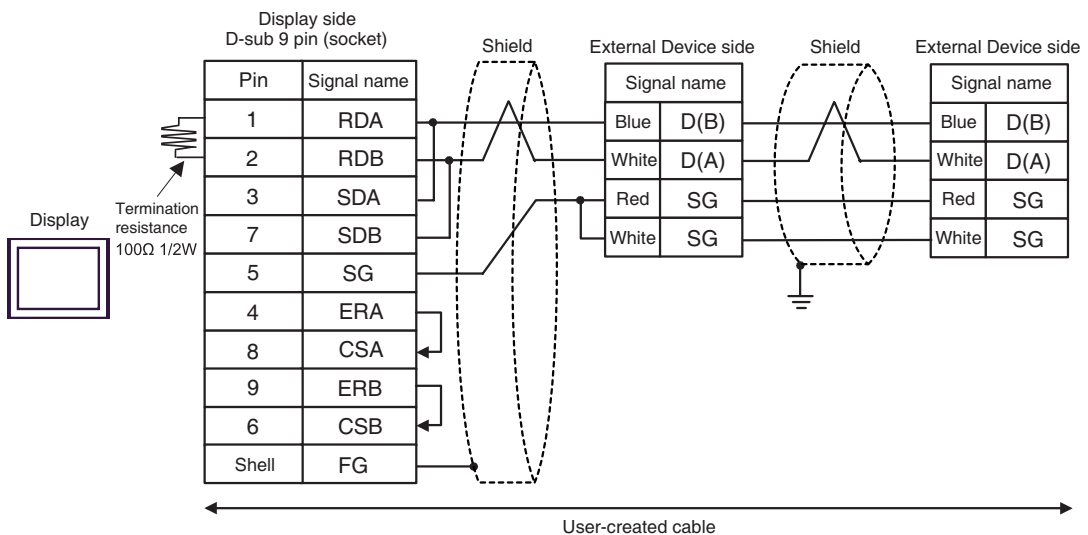 Display side
D-sub 9 pin (socket)
Shield
External Device side
Shield
External Device side
Pin Signal name
1 RDA
2 RDB
3 SDA
7 SDB
5 SG
4 ERA
8 CSA
9 ERB
6 CSB
Shell FG
Signal name
Blue D(B)
White D(A)
Red SG
White SG
Signal name
Blue D(B)
White D(A)
Red SG
White SG
Display
Termination
resistance
100Ω 1/2W
User-created cable